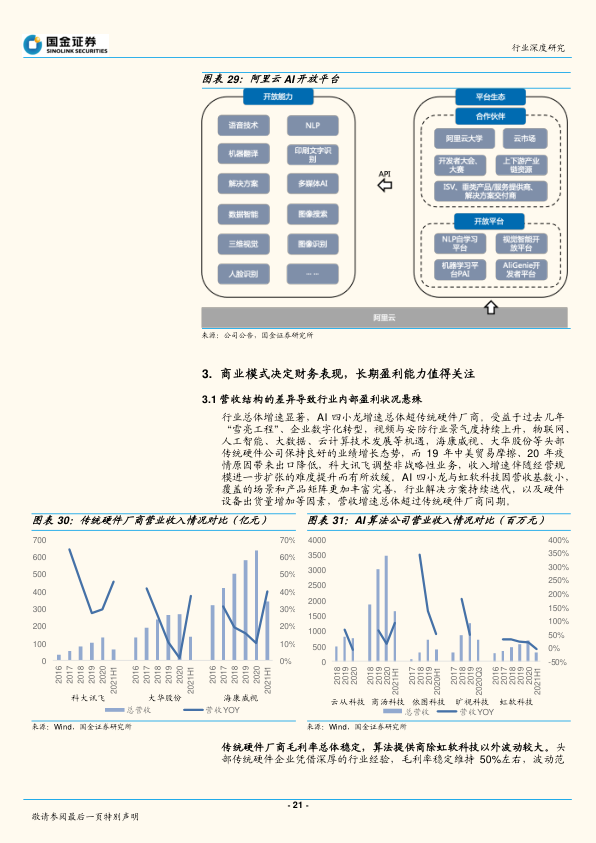 国金证券
SINOLINK SECURITIES
行业深度研究
图表 29：阿里云 AI 开放平台
开放能力
语音技术
NLP
机器翻译
印刷文字识
别
解决方案
多媒体AI
数据智能
图像搜索
三维视觉
图像识别
人脸识别
... ...
API
平台生态
合作伙伴
阿里云大学
云市场
开发者大会、
大赛
上下游产业
链资源
ISV、垂类产品/服务提供商、
解决方案交付商
开放平台
NLP自学习
平台
视觉智能开
放平台
机器学习平
台PAI
AliGenie开
发者平台
阿里云
来源：公司公告，国金证券研究所
3. 商业模式决定财务表现，长期盈利能力值得关注
3.1 营收结构的差异导致行业内部盈利状况悬殊
行业总体增速显著，AI 四小龙增速总体超传统硬件厂商。受益于过去几年
“雪亮工程”、企业数字化转型，视频与安防行业景气度持续上升，物联网、
人工智能、大数据、云计算技术发展等机遇，海康威视、大华股份等头部
传统硬件公司保持良好的业绩增长态势，而 19 年中美贸易摩擦、20 年疫
情原因带来出口降低，科大讯飞调整非战略性业务，收入增速伴随经营规
模进一步扩张的难度提升而有所放缓。AI 四小龙与虹软科技因营收基数小，
覆盖的场景和产品矩阵更加丰富完善，行业解决方案持续迭代，以及硬件
设备出货量增加等因素，营收增速总体超过传统硬件厂商同期。
图表 30：传统硬件厂商营业收入情况对比（亿元）
700
600
500
400
300
200
100
0
70%
60%
50%
40%
30%
20%
10%
0%
2016
2017
2018
2019
2020
2021H1
2016
2017
2018
2019
2020
2021H1
2016
2017
2018
2019
2020
2021H1
科大讯飞
大华股份
海康威视
总营收
营收YOY
来源：Wind，国金证券研究所
图表 31：AI 算法公司营业收入情况对比（百万元）
4000
3500
3000
2500
2000
1500
1000
500
0
400%
350%
300%
250%
200%
150%
100%
50%
0%
-50%
2018
2019
2020
2018
2019
2020
2021H1
2017
2018
2019
2020H1
2017
2018
2019
2020Q3
2016
2017
2018
2019
2020
2021H1
云从科技
商汤科技
依图科技
旷视科技
虹软科技
总营收
营收YOY
来源：Wind，国金证券研究所
传统硬件厂商毛利率总体稳定，算法提供商除虹软科技以外波动较大。头
部传统硬件企业凭借深厚的行业经验，毛利率稳定维持 50%左右，波动范
- 21 -
敬请参阅最后一页特别声明